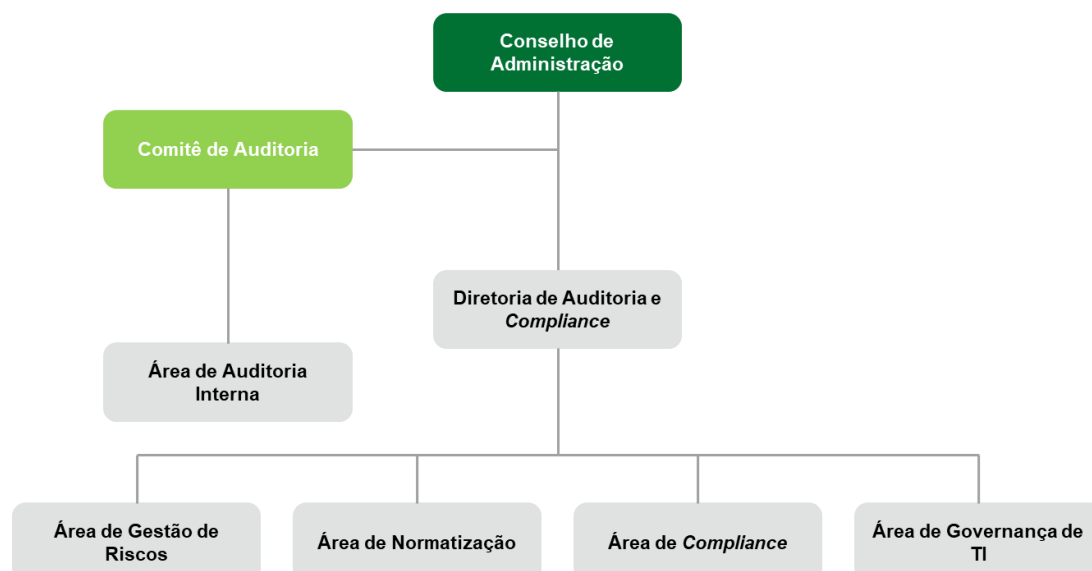 Conselho de
Administração
Comitê de Auditoria
Diretoria de Auditoria e
Compliance
Área de Auditoria
Interna
Área de Gestão de
Riscos
Área de Normatização
Área de Compliance
Área de Governança de
TI